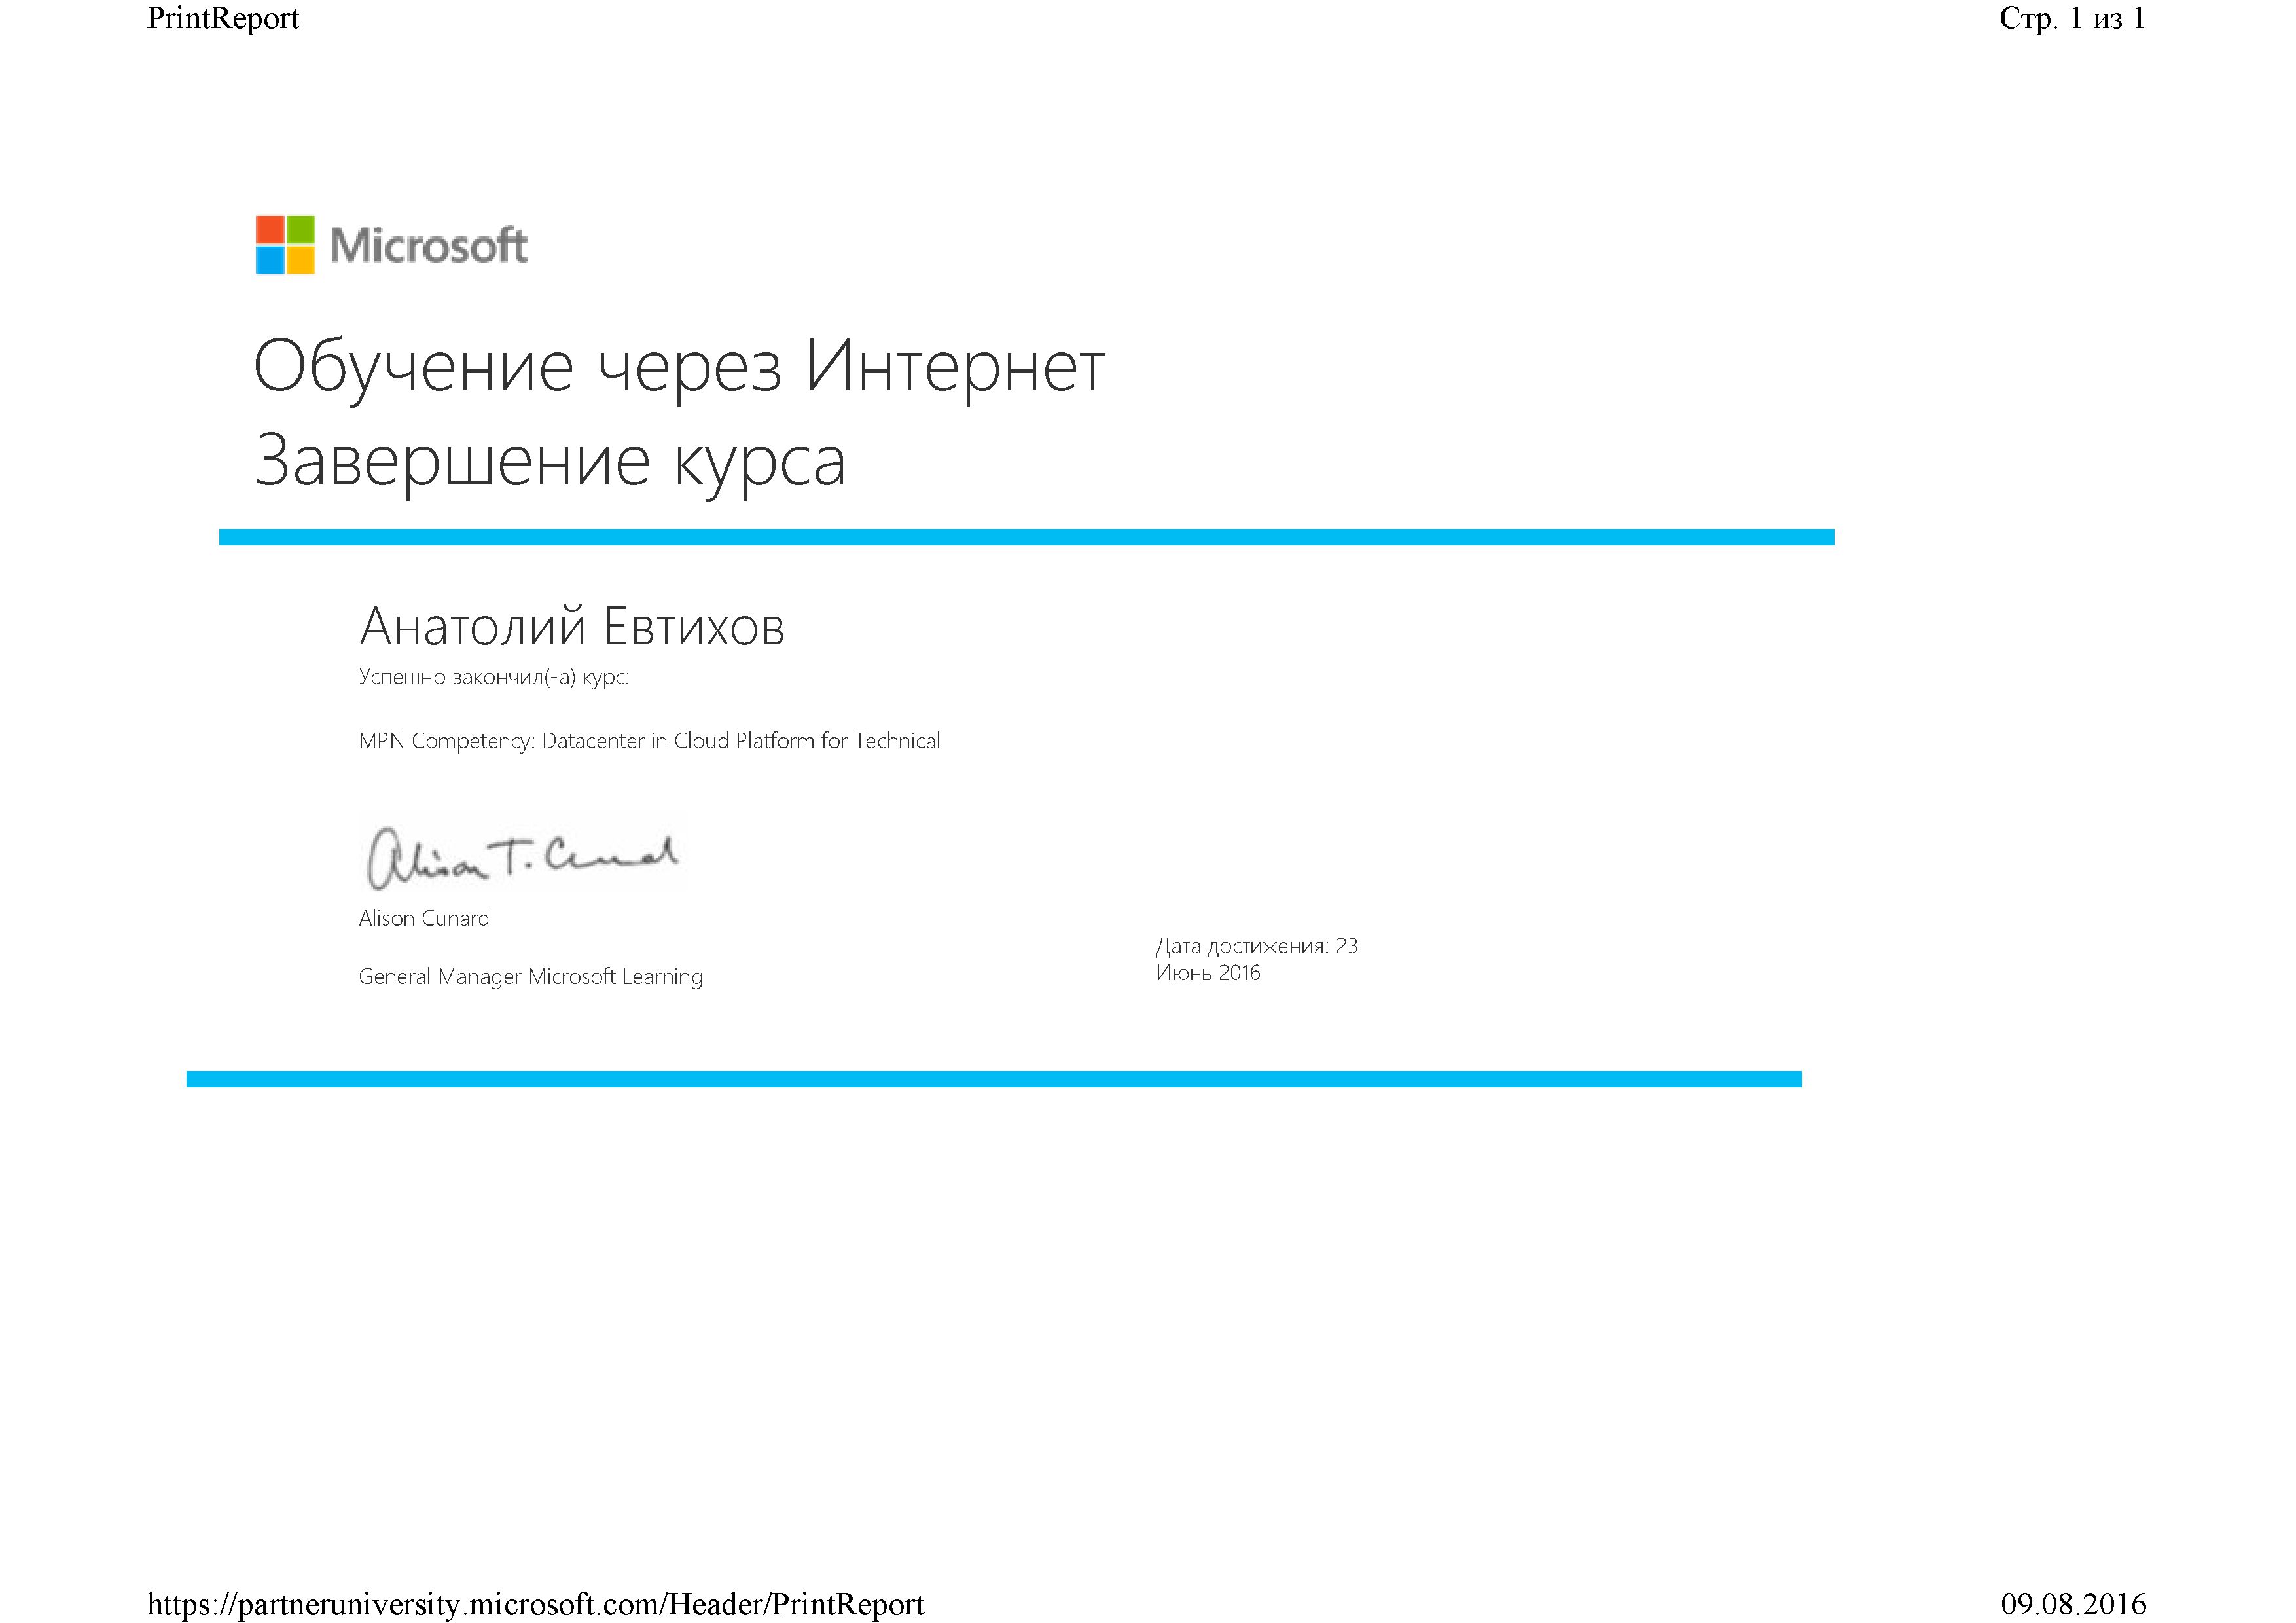 PrintReport
Стр. 1 из 1
Microsoft
Обучение через Интернет
Завершение курса
Анатолий Евтихов
Успешно закончил(-а) курс:
MPN Competency: Datacenter in Cloud Platform for Technical
Alison T. Cunard
Alison Cunard
General Manager Microsoft Learning
Дата достижения: 23
Июнь 2016
https://partneruniversity.microsoft.com/Header/PrintReport
09.08.2016